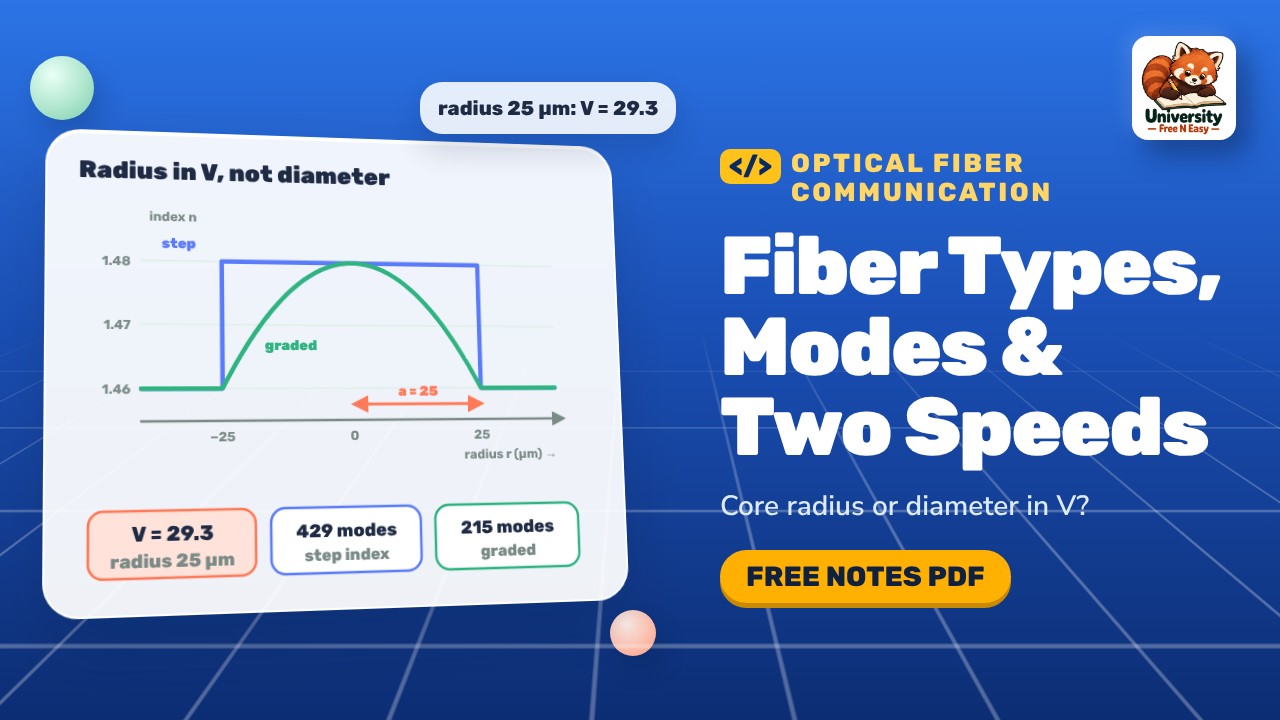 radius 25 µm: V = 29.3
University
Free N Easy
Radius in V, not diameter
index n
step
1.48
1.47
graded
1.46
a = 25
−25
0
25
radius r (µm) →
V = 29.3
radius 25 µm
429 modes
step index
215 modes
graded
</> OPTICAL FIBER
COMMUNICATION
Fiber Types,
Modes &
Two Speeds
Core radius or diameter in V?
FREE NOTES PDF